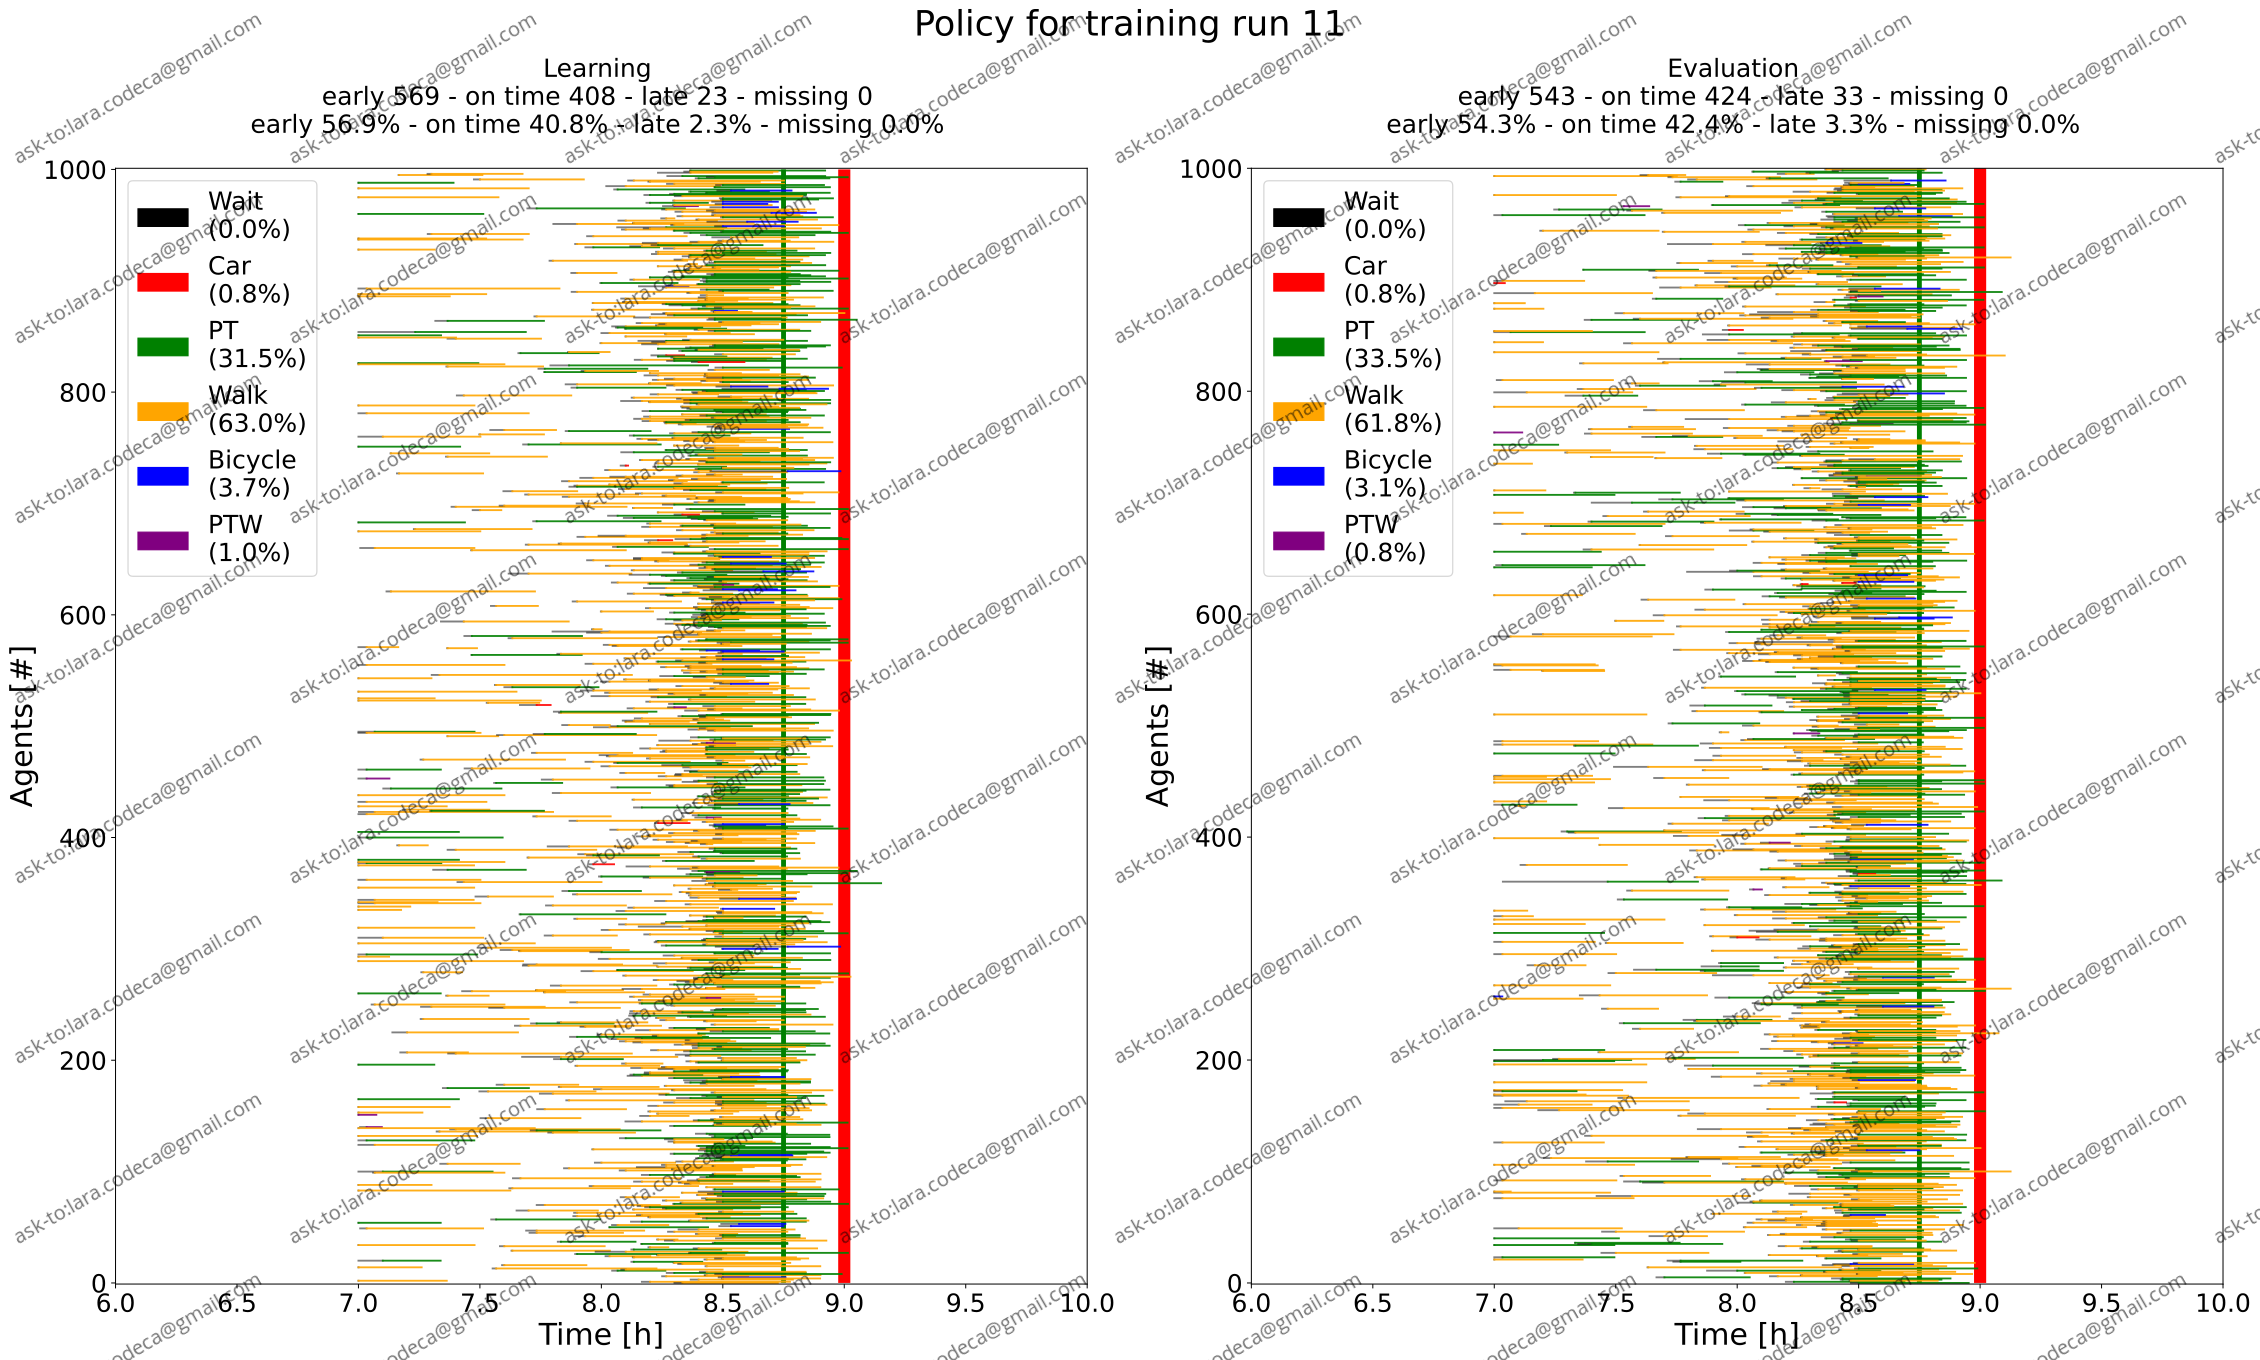 Policy for training run 11
Learning
early 569 - on time 408 - late 23 - missing 0
early 56.9% - on time 40.8% - late 2.3% - missing 0.0%
Evaluation
early 543 - on time 424 - late 33 - missing 0
early 54.3% - on time 42.4% - late 3.3% - missing 0.0%
Agents [#]
1000
800
600
400
200
0
Wait
(0.0%)
Car
(0.8%)
PT
(31.5%)
Walk
(63.0%)
Bicycle
(3.7%)
PTW
(1.0%)
6.0 6.5 7.0 7.5 8.0 8.5 9.0 9.5 10.0
Time [h]
Agents [#]
1000
800
600
400
200
0
Wait
(0.0%)
Car
(0.8%)
PT
(33.5%)
Walk
(61.8%)
Bicycle
(3.1%)
PTW
(0.8%)
6.0 6.5 7.0 7.5 8.0 8.5 9.0 9.5 10.0
Time [h]
ask-to:lara.codeca@gmail.com